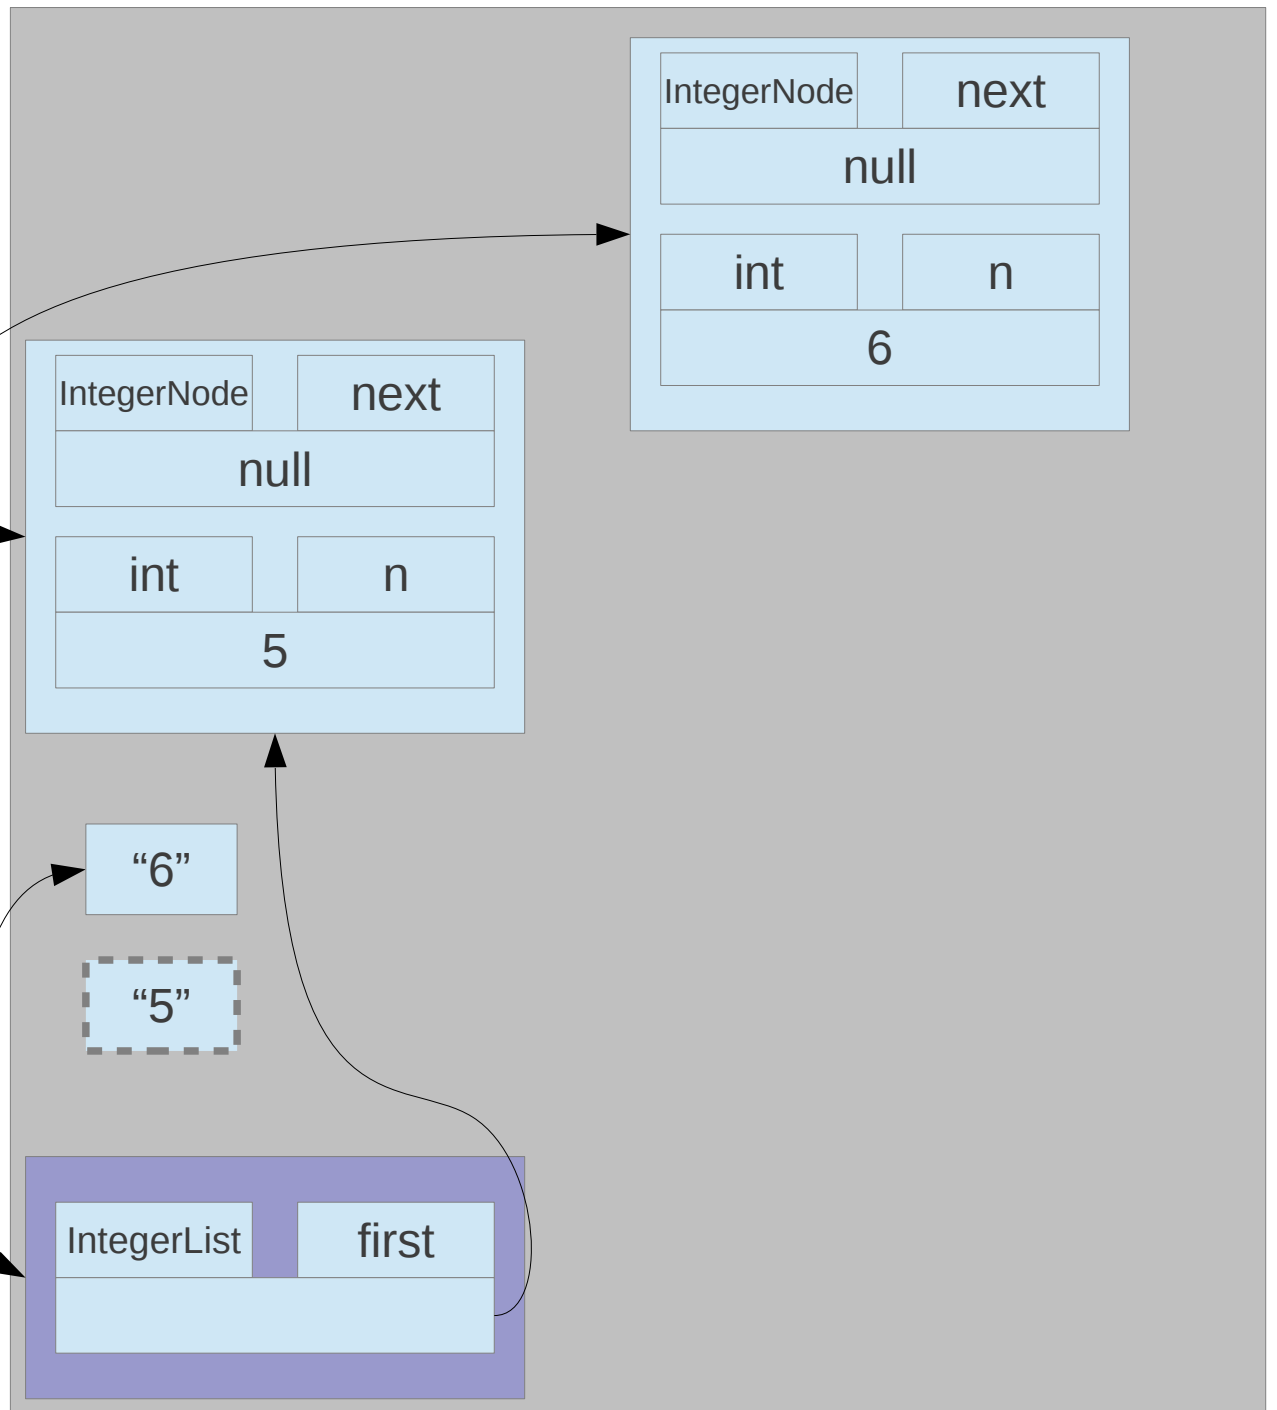 IntegerNode next
null
int n
6
IntegerNode next
null
int n
5
“6”
“5”
IntegerList first